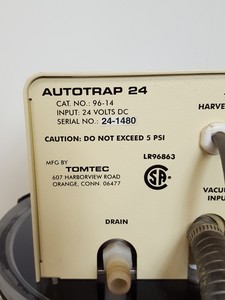 AUTOTRAP 24
CAT. NO.: 96-14
INPUT: 24 VOLTS DC
SERIAL NO.: 24-1480
HARVE
CAUTION: DO NOT EXCEED 5 PSI
MFG BY
TOMTEC
607 HARBORVIEW ROAD
ORANGE, CONN. 06477
LR96863
VACU
INPU
DRAIN